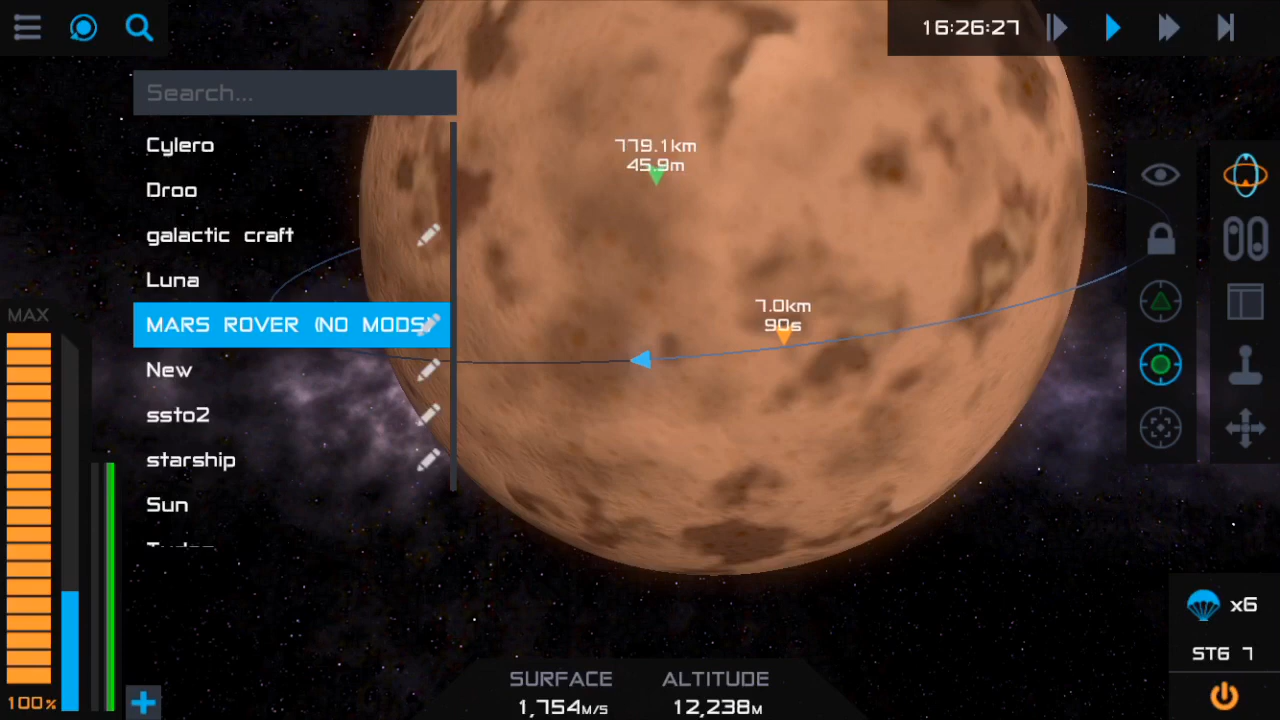 16:26:27
Search...
Cylero
Droo
galactic craft
Luna
MARS ROVER (NO MODS
New
ssto2
starship
Sun
779.1km
45.9m
7.0km
90s
MAX
100%
x6
STG 7
SURFACE
1,754M/S
ALTITUDE
12,238M